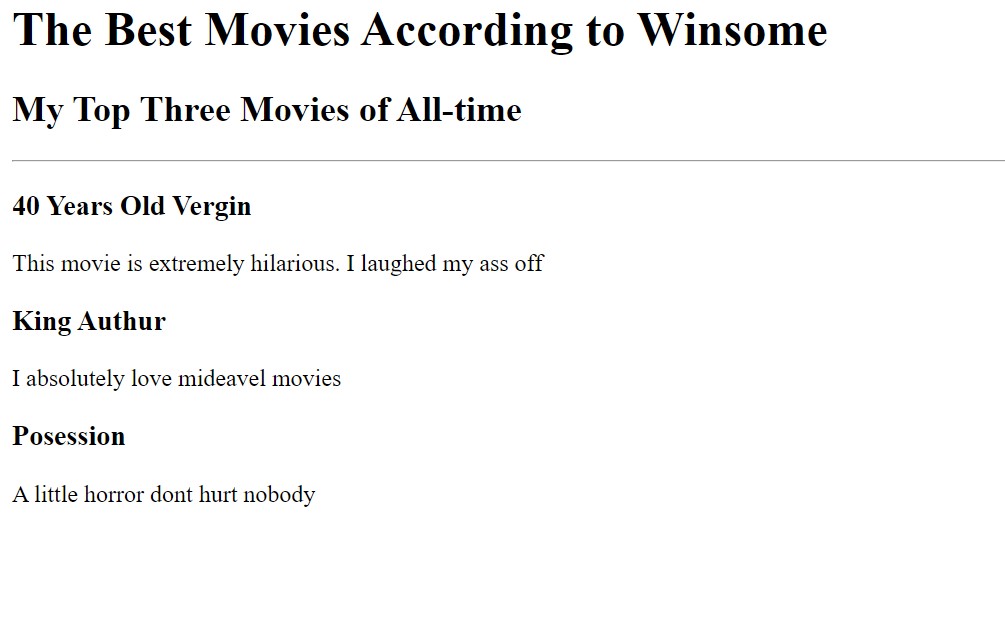 The Best Movies According to Winsome
My Top Three Movies of All-time
40 Years Old Vergin
This movie is extremely hilarious. I laughed my ass off
King Authur
I absolutely love mideavel movies
Posession
A little horror dont hurt nobody